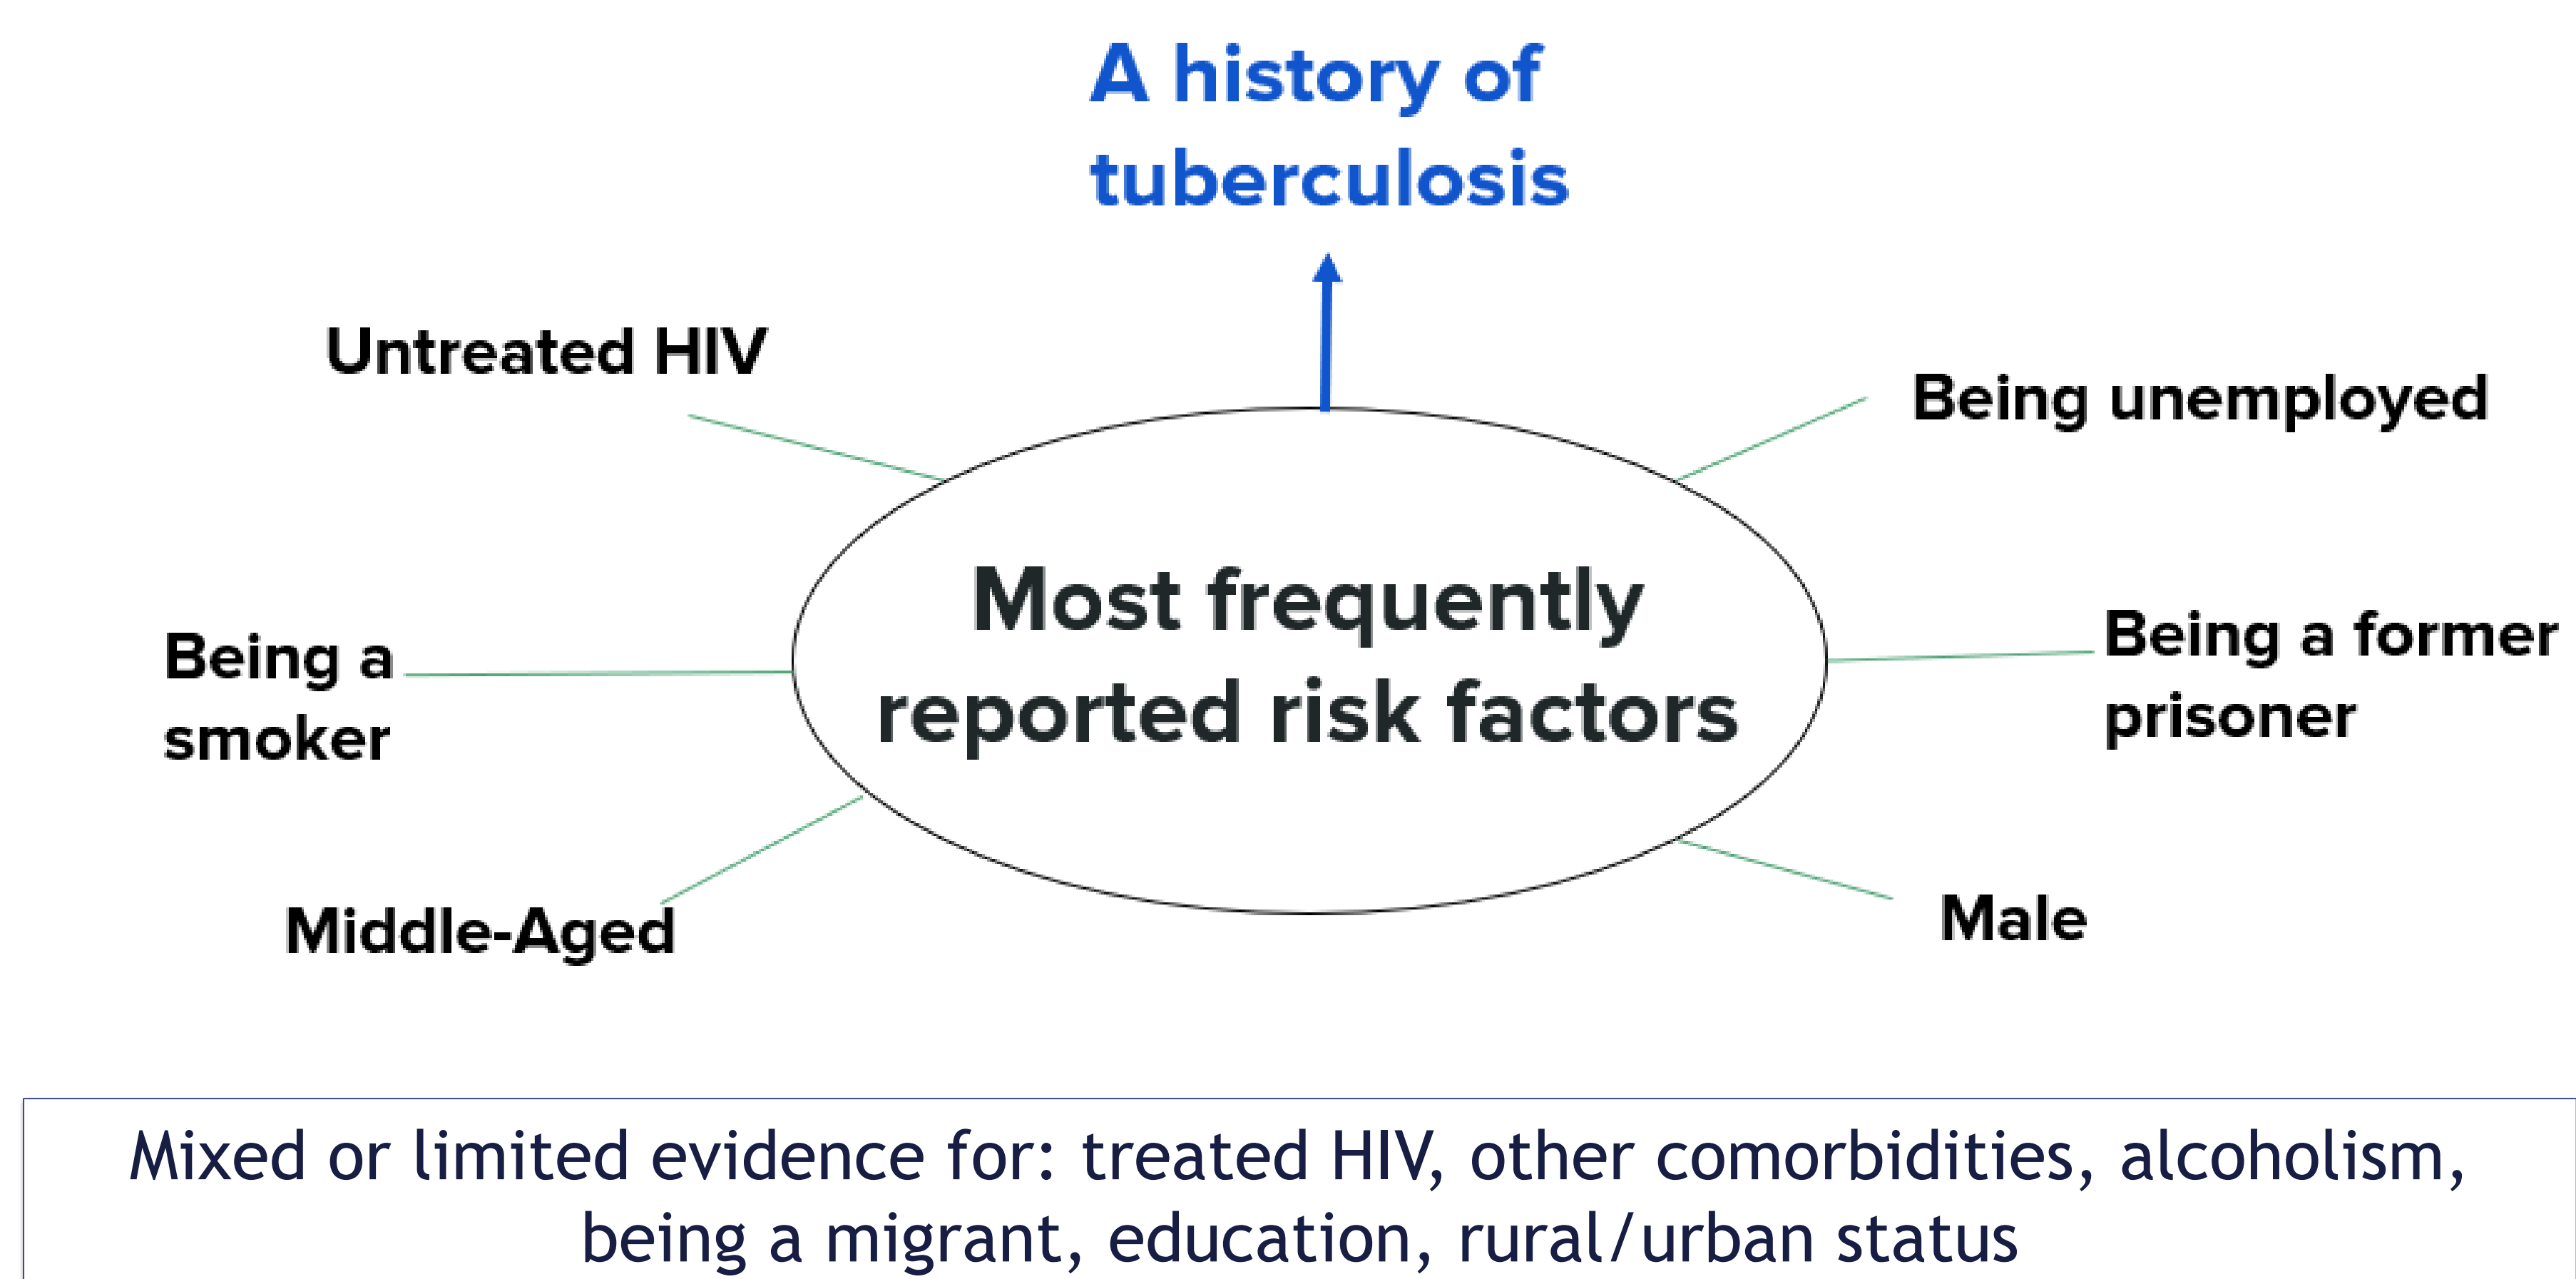 A history of
tuberculosis
Untreated HIV
Being unemployed
Most frequently
reported risk factors
Being a
smoker
Being a former
prisoner
Middle-Aged
Male
Mixed or limited evidence for: treated HIV, other comorbidities, alcoholism,
being a migrant, education, rural/urban status